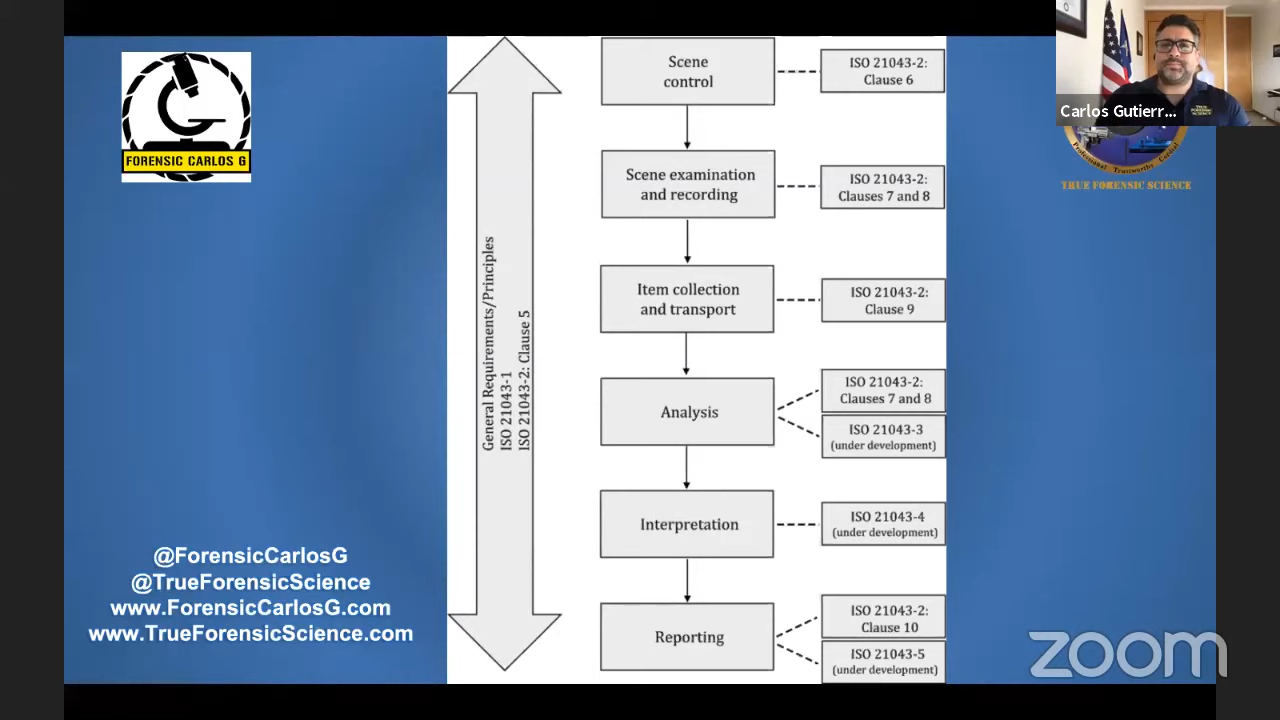 FORENSIC CARLOS G
General Requirements/Principles
ISO 21043-1
ISO 21043-2: Clause 5
Scene
control
ISO 21043-2:
Clause 6
Scene examination
and recording
ISO 21043-2:
Clauses 7 and 8
Item collection
and transport
ISO 21043-2:
Clause 9
Analysis
ISO 21043-2:
Clauses 7 and 8
ISO 21043-3
(under development)
Interpretation
ISO 21043-4
(under development)
Reporting
ISO 21043-2:
Clause 10
ISO 21043-5
(under development)
@ForensicCarlosG
@TrueForensicScience
www.ForensicCarlosG.com
www.TrueForensicScience.com
Carlos Gutierr...
Professional Trustworthy
TRUE FORENSIC SCIENCE
zoom